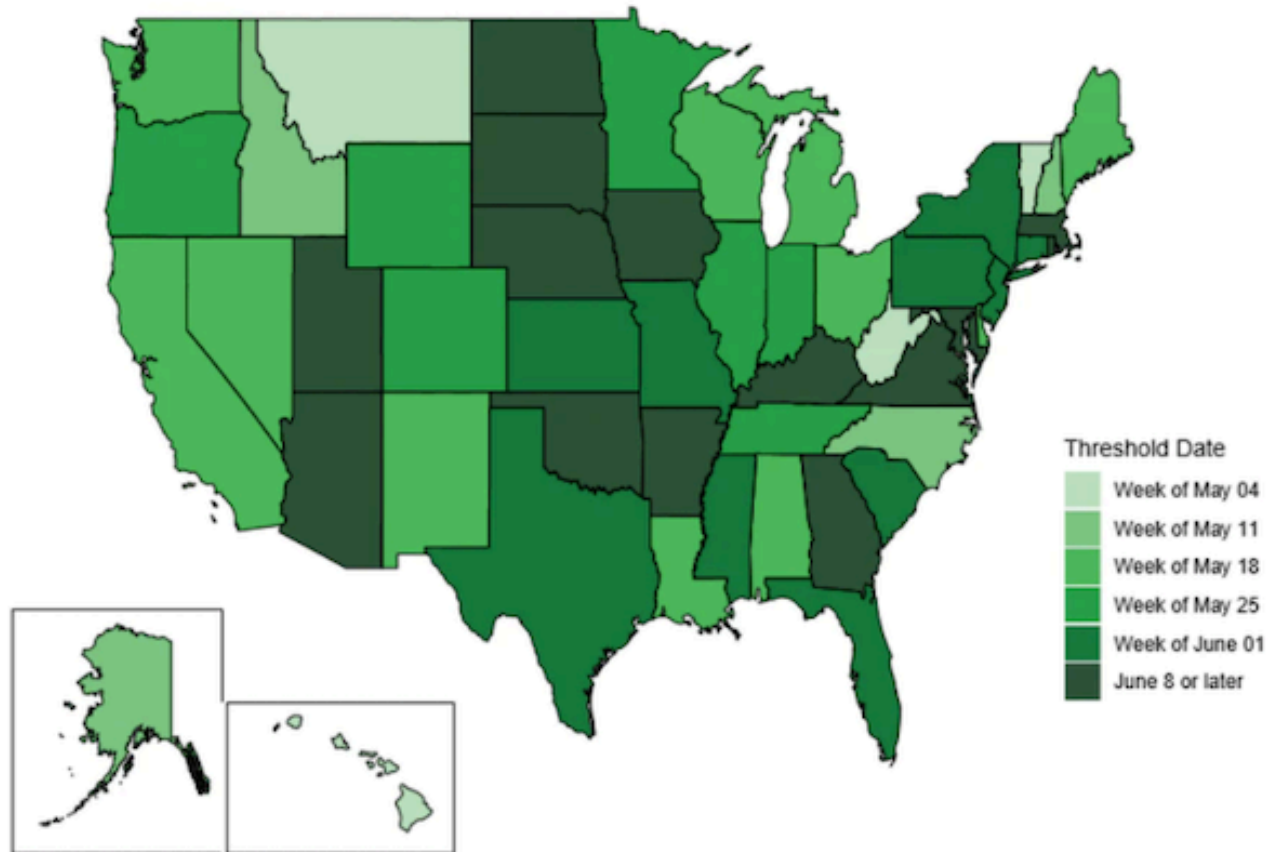 Threshold Date
Week of May 04
Week of May 11
Week of May 18
Week of May 25
Week of June 01
June 8 or later